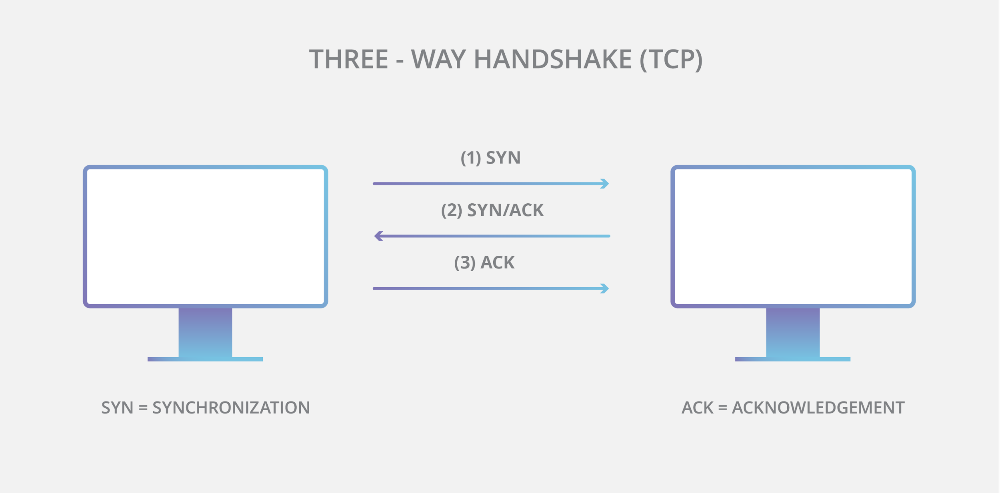 THREE - WAY HANDSHAKE (TCP)
(1) SYN
(2) SYN/ACK
(3) ACK
SYN = SYNCHRONIZATION
ACK = ACKNOWLEDGEMENT